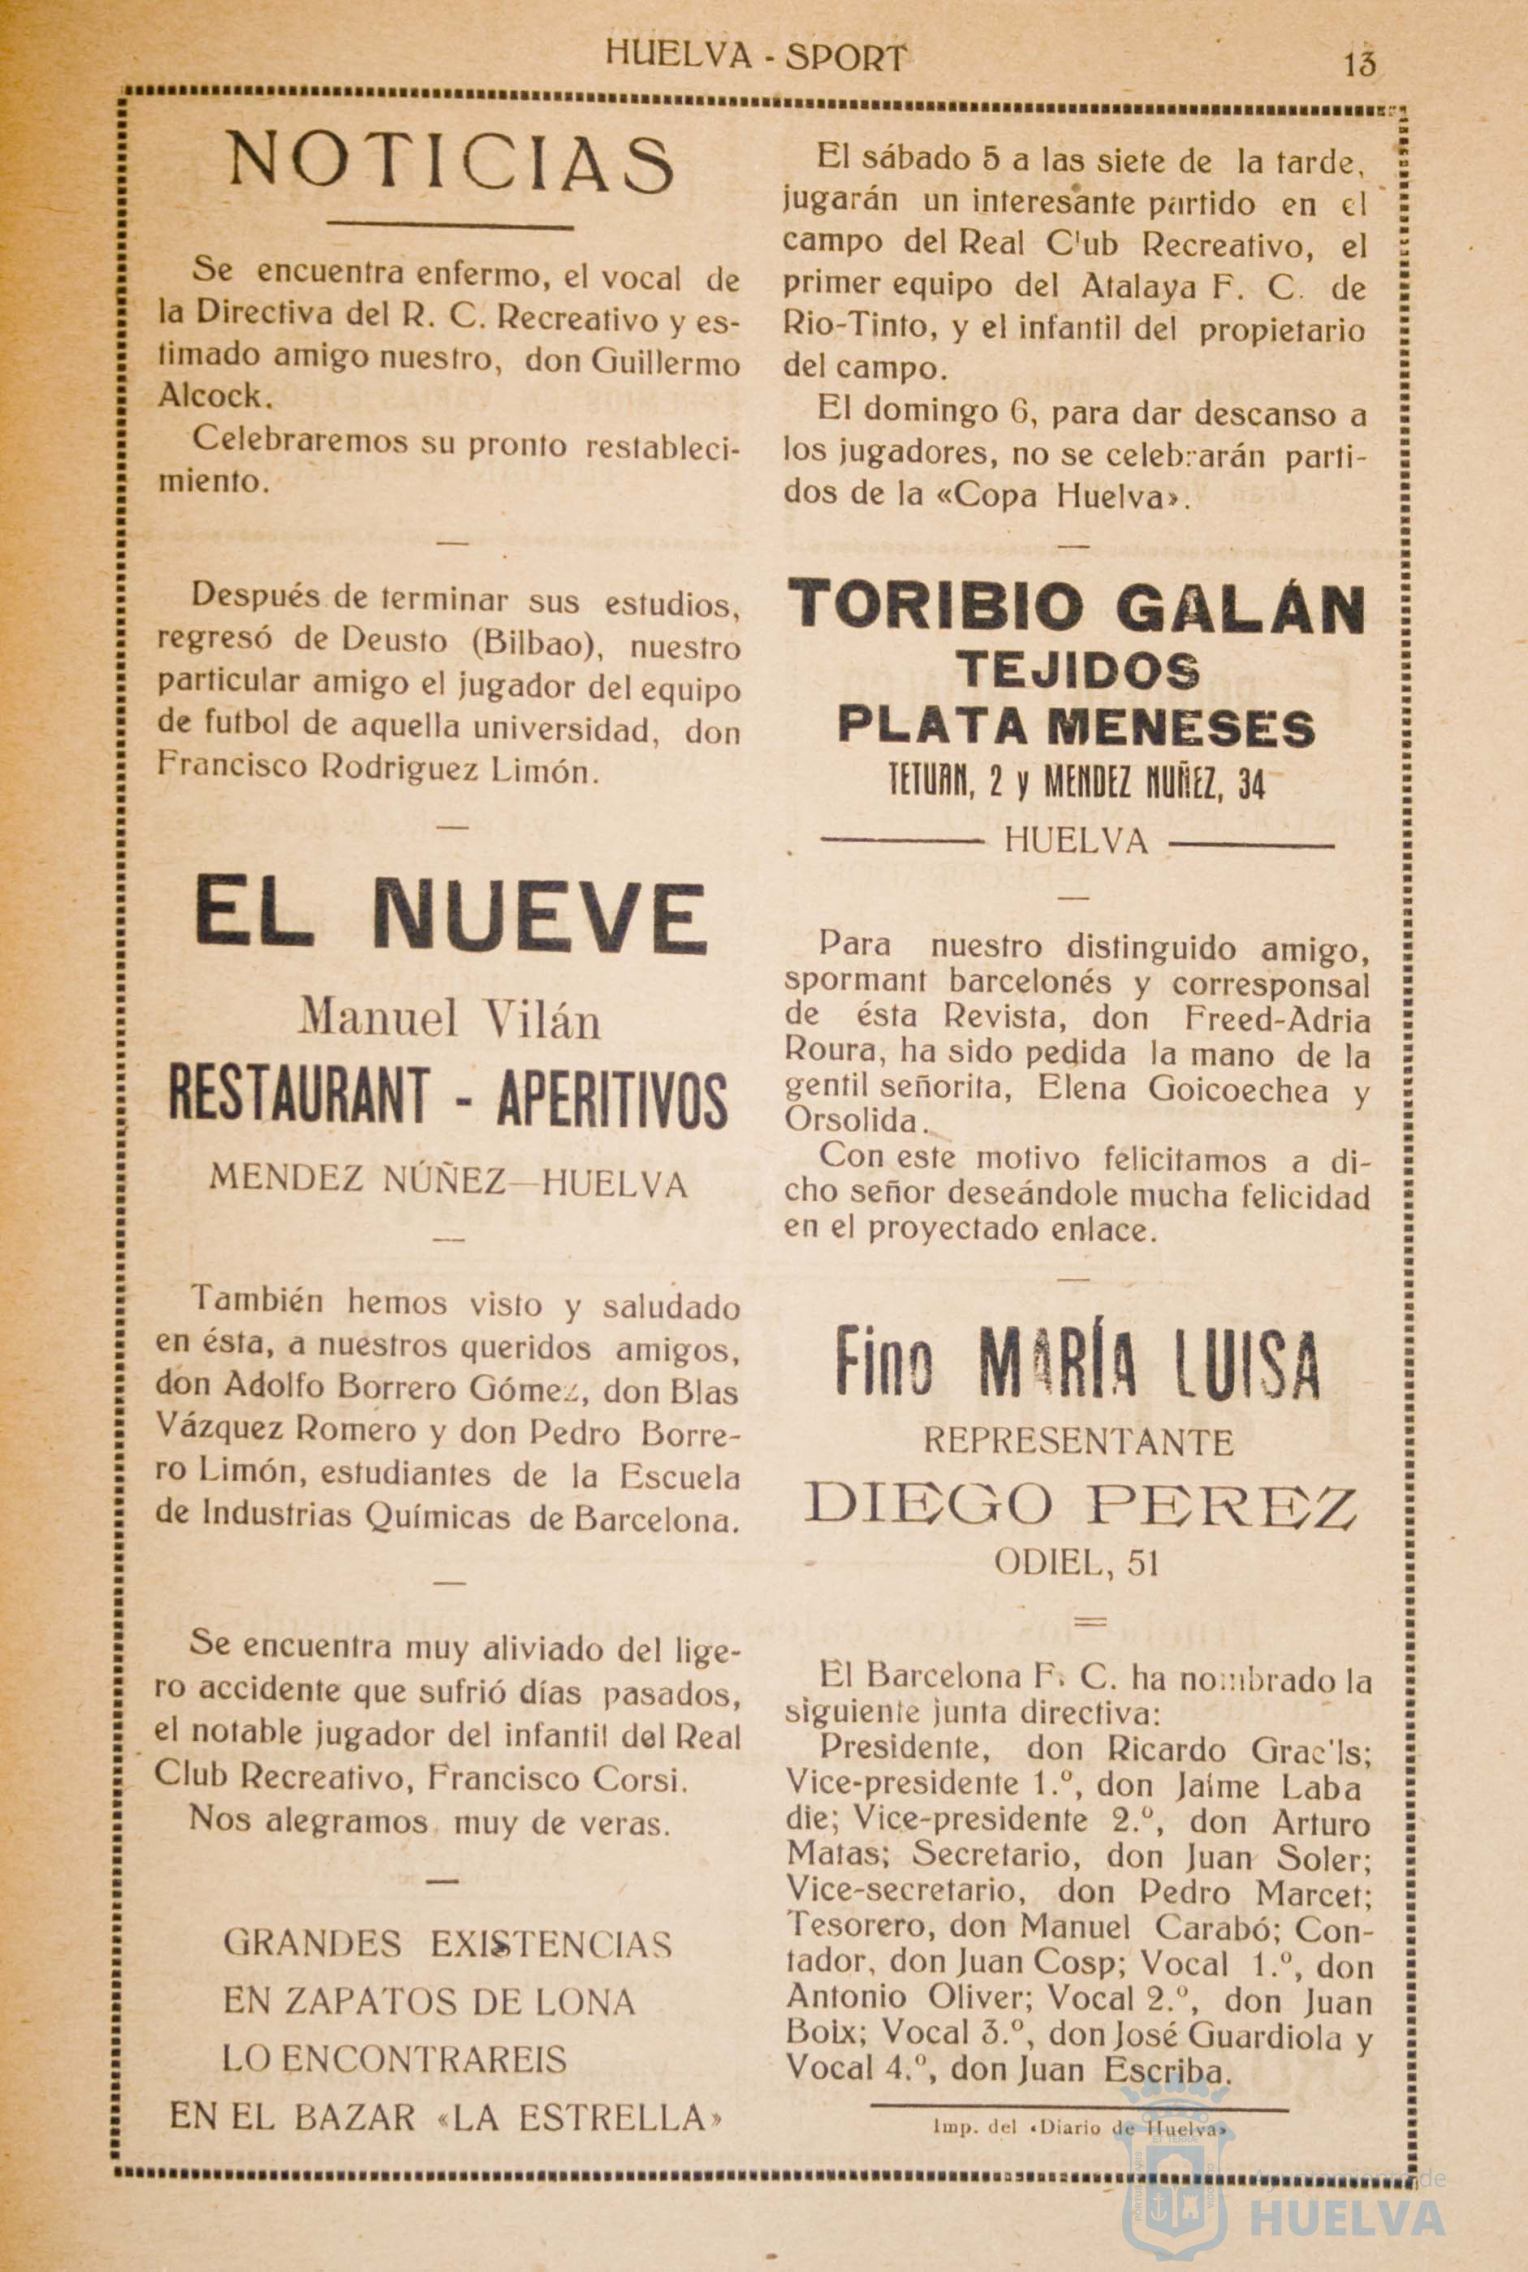 HUELVA - SPORT
13
NOTICIAS
Se encuentra enfermo, el vocal de
la Directiva del R. C. Recreativo y es-
timado amigo nuestro, don Guillermo
Alcock.
Celebraremos su pronto restableci-
miento.
Después de terminar sus estudios,
regresó de Deusto (Bilbao), nuestro
particular amigo el jugador del equipo
de futbol de aquella universidad, don
Francisco Rodriguez Limón.
EL NUEVE
Manuel Vilán
RESTAURANT - APERITIVOS
MENDEZ NÚÑEZ—HUELVA
También hemos visto y saludado
en ésta, a nuestros queridos amigos,
don Adolfo Borrero Gómez, don Blas
Vázquez Romero y don Pedro Borre-
ro Limón, estudiantes de la Escuela
de Industrias Químicas de Barcelona.
Se encuentra muy aliviado del lige-
ro accidente que sufrió días pasados,
el notable jugador del infantil del Real
Club Recreativo, Francisco Corsi.
Nos alegramos muy de veras.
GRANDES EXISTENCIAS
EN ZAPATOS DE LONA
LO ENCONTRAREIS
EN EL BAZAR «LA ESTRELLA»
El sábado 5 a las siete de la tarde,
jugarán un interesante partido en el
campo del Real C'ub Recreativo, el
primer equipo del Atalaya F. C. de
Rio-Tinto, y el infantil del propietario
del campo.
El domingo 6, para dar descanso a
los jugadores, no se celebrarán parti-
dos de la «Copa Huelva».
TORIBIO GALÁN
TEJIDOS
PLATA MENESES
TETUAN, 2 y MENDEZ NUÑEZ, 34
HUELVA
Para nuestro distinguido amigo,
spormant barcelonés y corresponsal
de ésta Revista, don Freed-Adria
Roura, ha sido pedida la mano de la
gentil señorita, Elena Goicoechea y
Orsolida.
Con este motivo felicitamos a di-
cho señor deseándole mucha felicidad
en el proyectado enlace.
Fino MARÍA LUISA
REPRESENTANTE
DIEGO PEREZ
ODIEL, 51
El Barcelona F. C. ha nombrado la
siguiente junta directiva:
Presidente, don Ricardo Grac'ls;
Vice-presidente 1.º, don Jaime Laba
die; Vice-presidente 2.º, don Arturo
Matas; Secretario, don Juan Soler;
Vice-secretario, don Pedro Marcet;
Tesorero, don Manuel Carabó; Con-
tador, don Juan Cosp; Vocal 1.º, don
Antonio Oliver; Vocal 2.º, don Juan
Boix; Vocal 3.º, don José Guardiola y
Vocal 4.º, don Juan Escriba.
Imp. del «Diario de Huelva»
Ayuntamiento de
HUELVA